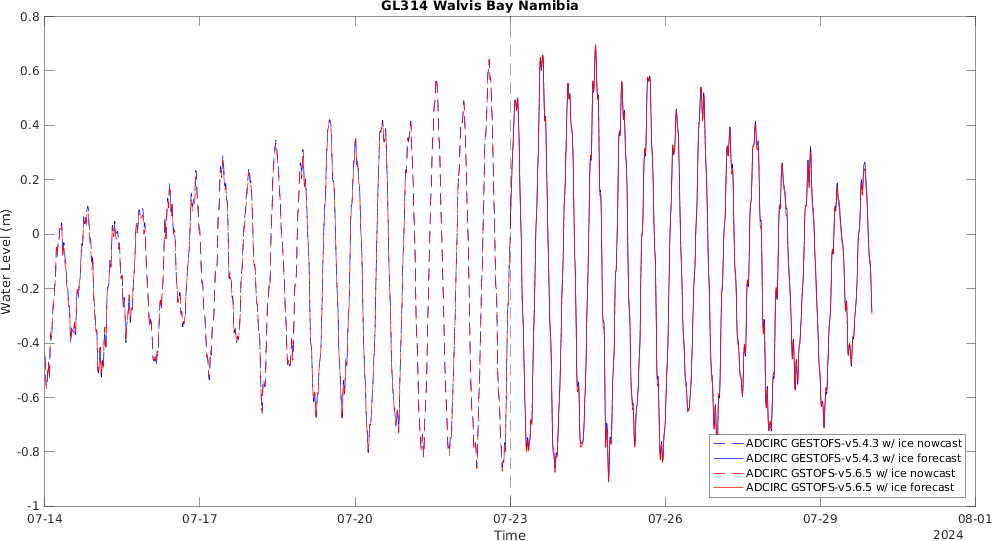 GL314 Walvis Bay Namibia
0.8
0.6
0.4
0.2
0
-0.2
-0.4
-0.6
-0.8
-1
Water Level (m)
07-14
07-17
07-20
07-23
07-26
07-29
08-01
Time
2024
ADCIRC GESTOFS-v5.4.3 w/ ice nowcast
ADCIRC GESTOFS-v5.4.3 w/ ice forecast
ADCIRC GSTOFS-v5.6.5 w/ ice nowcast
ADCIRC GSTOFS-v5.6.5 w/ ice forecast